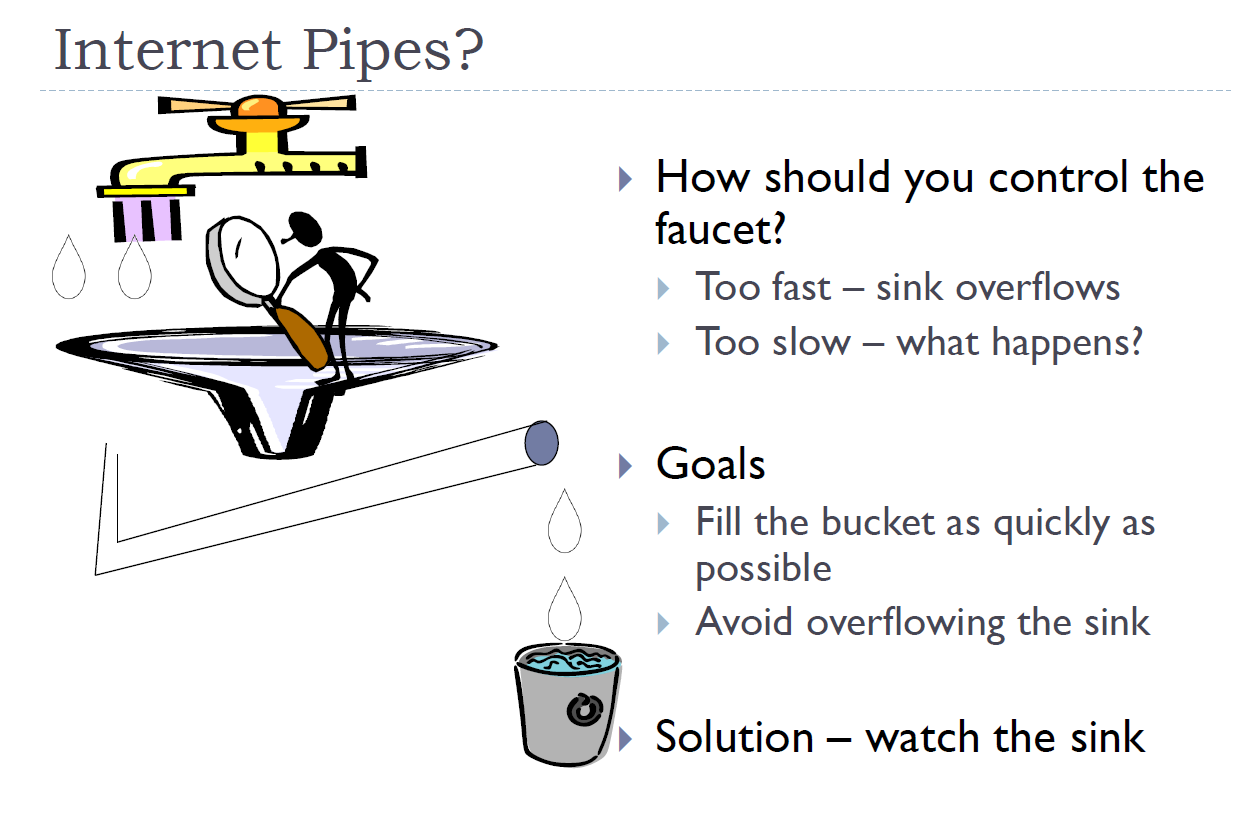 Internet Pipes?
How should you control the
faucet?
Too fast – sink overflows
Too slow – what happens?
Goals
Fill the bucket as quickly as
possible
Avoid overflowing the sink
Solution – watch the sink